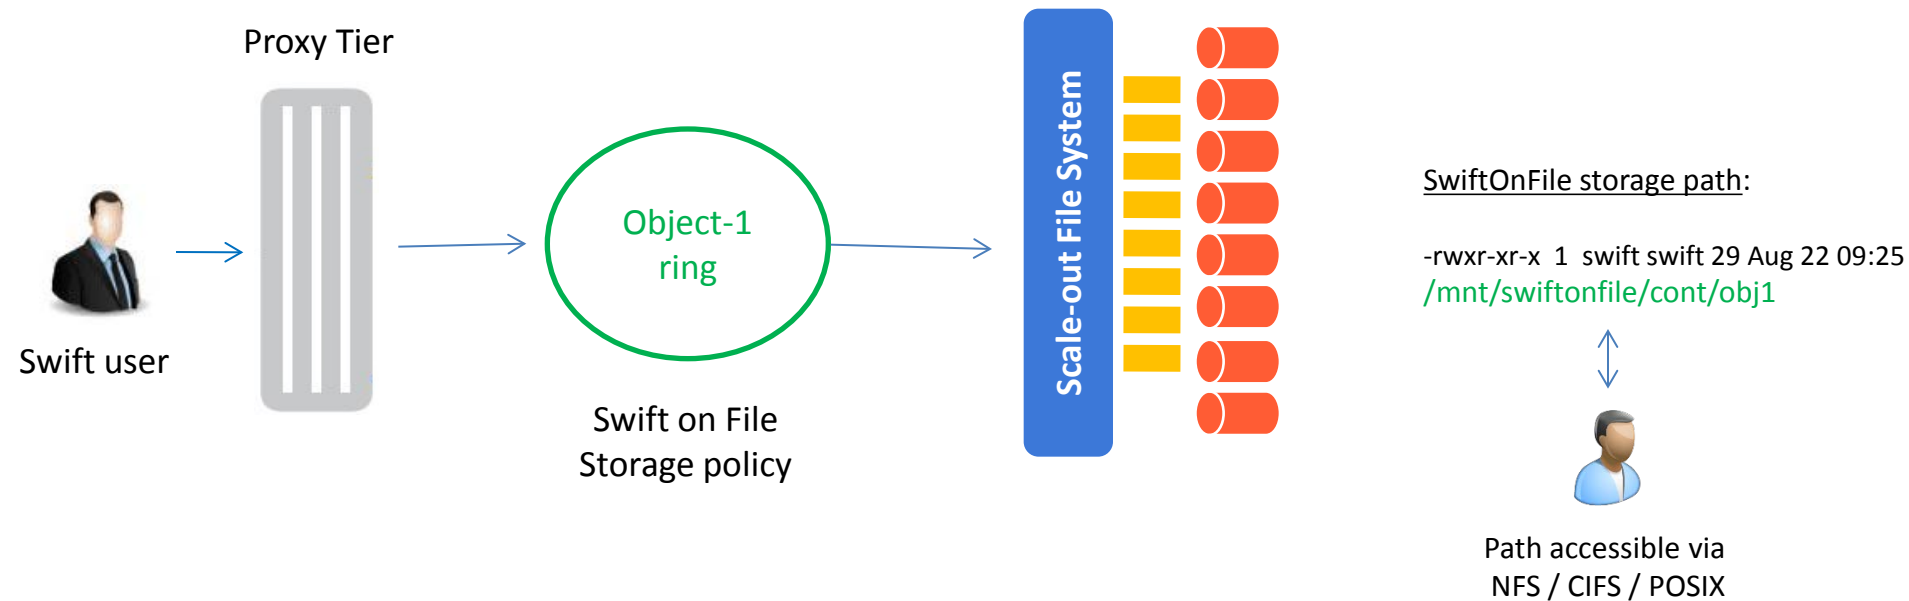 Proxy Tier
Swift user
Object-1
ring
Swift on File
Storage policy
Scale-out File System
SwiftOnFile storage path:
-rwxr-xr-x 1 swift swift 29 Aug 22 09:25
/mnt/swiftonfile/cont/obj1
Path accessible via
NFS / CIFS / POSIX